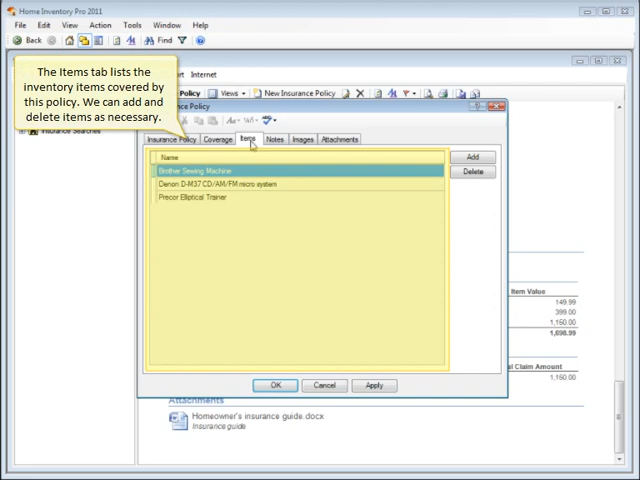 Home Inventory Pro 2011
File Edit View Action Tools Window Help
Back Find
The Items tab lists the
inventory items covered by
this policy. We can add and
delete items as necessary.
Internet
Policy Views New Insurance Policy
Insurance Searches
Policy
Insurance Policy Coverage Items Notes Images Attachments
Name
Add
Brother Sewing Machine
Delete
Denon D-M37 CD/AM/FM micro system
Precor Elliptical Trainer
Item Value
149.99
399.00
1,150.00
1,698.99
Claim Amount
1,150.00
OK Cancel Apply
Attachments
Homeowner's insurance guide.docx
Insurance guide